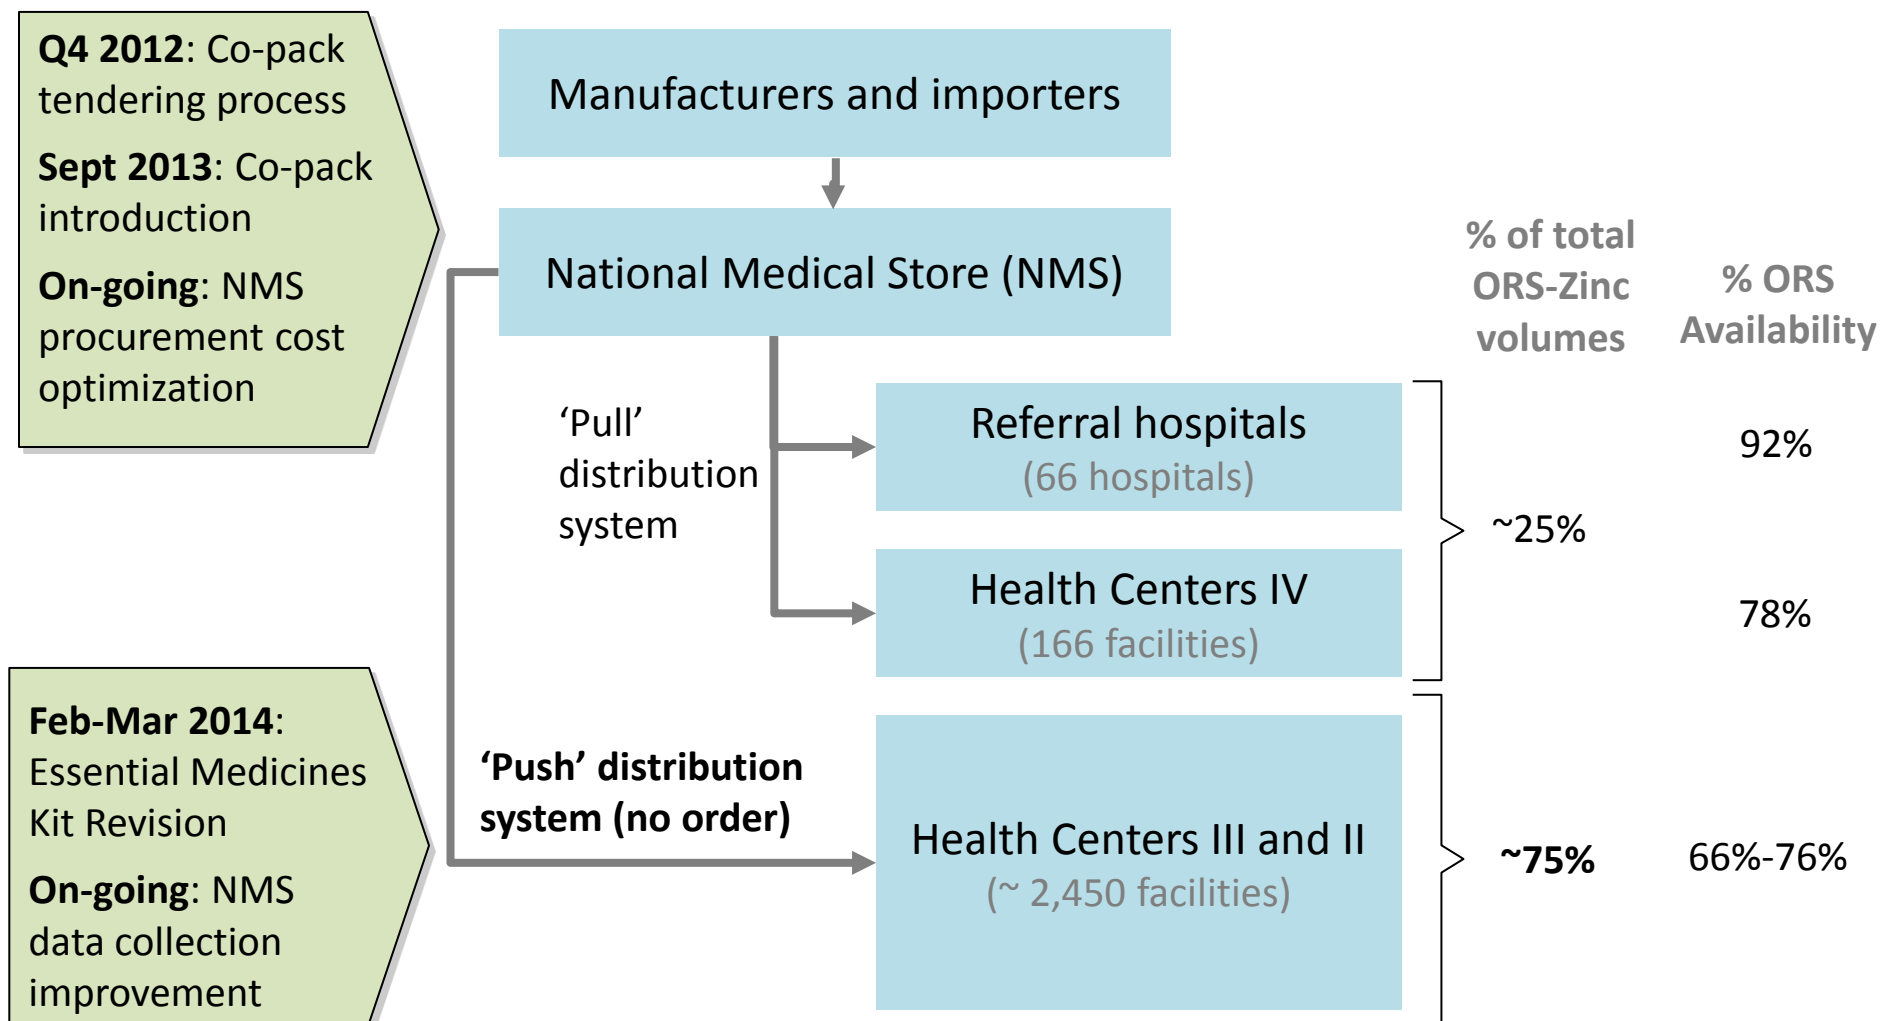 Q4 2012: Co-pack
tendering process
Sept 2013: Co-pack
introduction
On-going: NMS
procurement cost
optimization
Manufacturers and importers
National Medical Store (NMS)
% of total
ORS-Zinc
volumes
% ORS
Availability
‘Pull’
distribution
system
Referral hospitals
(66 hospitals)
92%
~25%
Health Centers IV
(166 facilities)
78%
Feb-Mar 2014:
Essential Medicines
Kit Revision
On-going: NMS
data collection
improvement
‘Push’ distribution
system (no order)
Health Centers III and II
(~ 2,450 facilities)
~75%
66%-76%